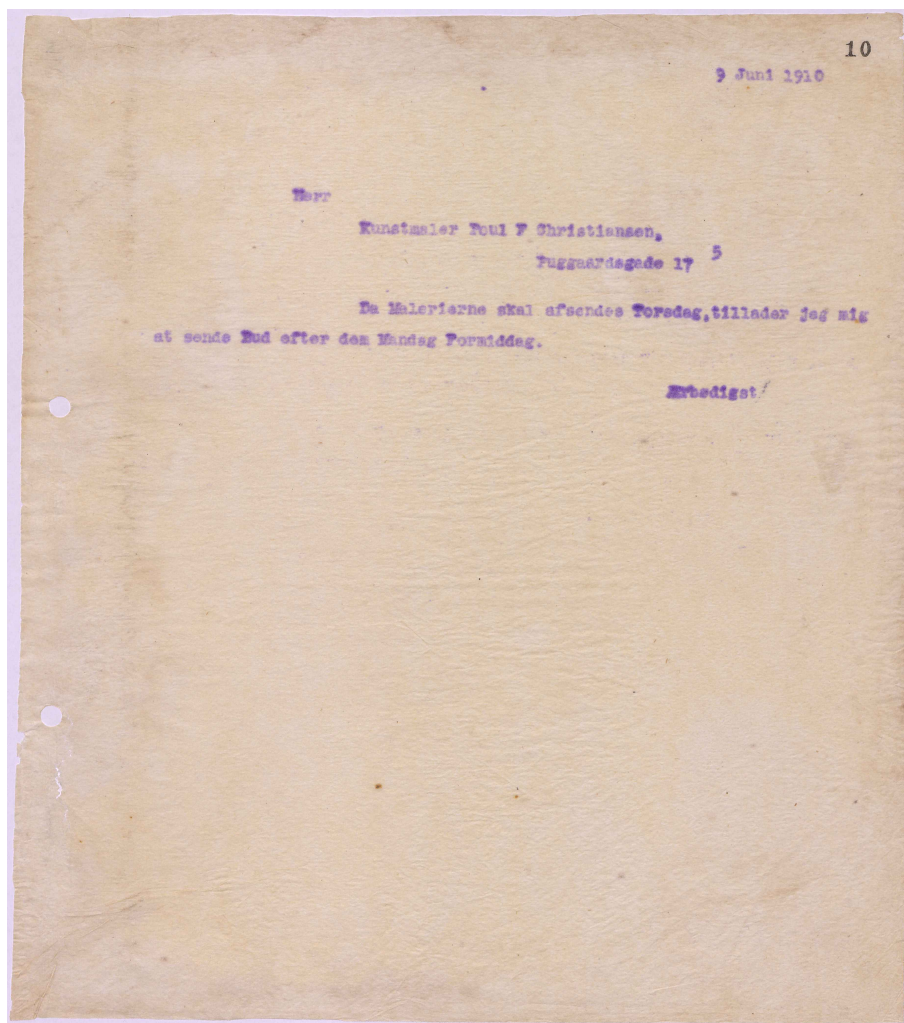 10
9 Juni 1910
Herr
Kunstmaler Poul F Christiansen,
Puggaardsgade 17 5
Da Malerierne skal afsendes Torsdag,tillader jeg mig
at sende Bud efter dem Mandag Formiddag.
Ærbødigst